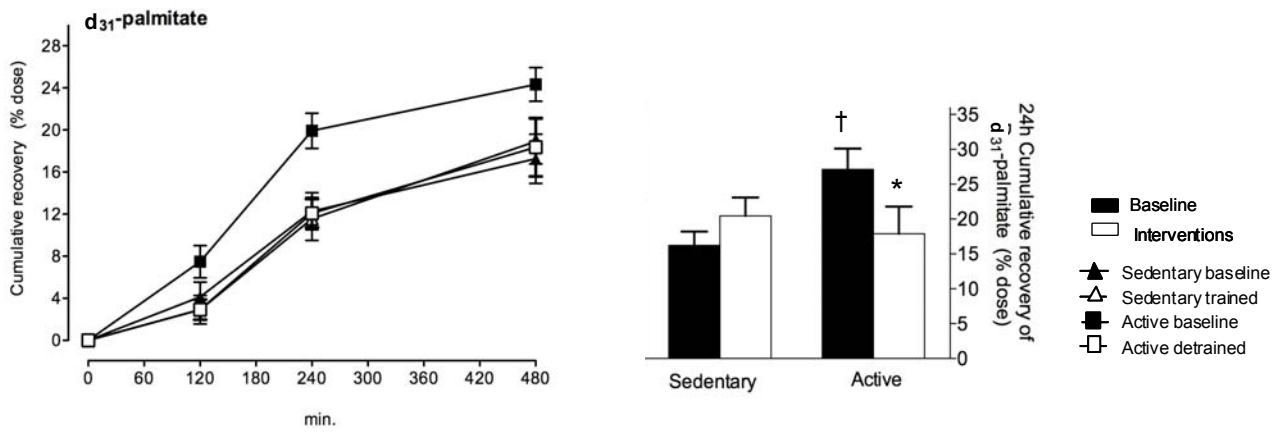 d31-palmitate
Cumulative recovery (% dose)
28
24
20
16
12
8
4
0
0 60 120 180 240 300 360 420 480
min.
†
*
35
30
25
20
15
10
5
0
24h Cumulative recovery of
d31-palmitate (% dose)
Sedentary Active
Baseline
Interventions
Sedentary baseline
Sedentary trained
Active baseline
Active detrained